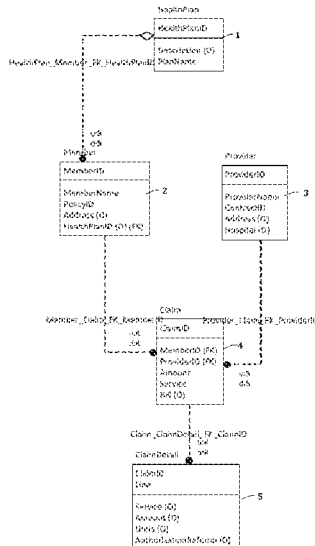 HealthPlan
HealthPlanID
Description (O)
PlanName
1
HealthPlan_Member_FK_HealthPlanID
u:R
d:R
Member
MemberID
MemberName
PolicyID
Address (O)
HealthPlanID (O) (FK)
2
Provider
ProviderID
ProviderName
ContractID
Address (O)
Hospital (O)
3
Claim
Member_Claim_FK_MemberID
Provider_Claim_FK_ProviderID
ClaimID
MemberID (FK)
ProviderID (FK)
Amount
Service
Bill (O)
4
u:R
d:R
u:R
d:R
Claim_ClaimDetail_FK_ClaimID
u:R
d:R
ClaimDetail
ClaimID
Line
Service (O)
Amount (O)
Units (O)
AuthorizationReferral (O)
5